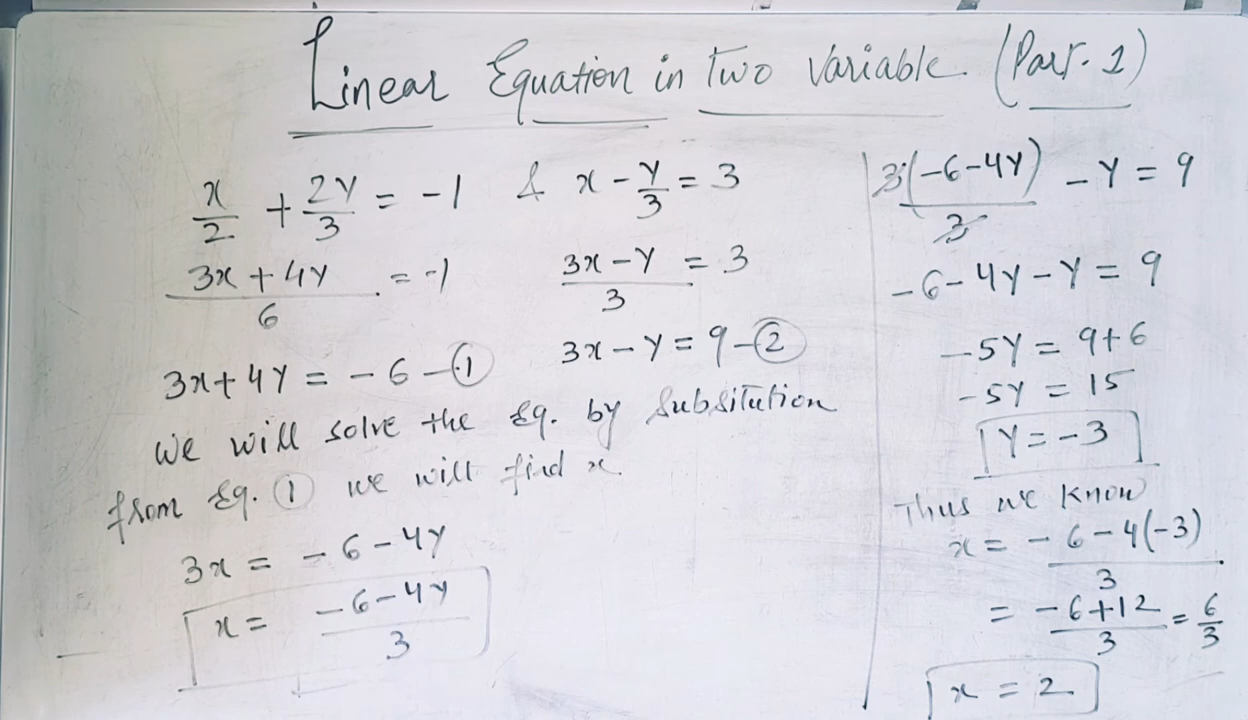 Linear Equation in two variable (Part-1)
x/2 + 2y/3 = -1 & x - y/3 = 3
(3x + 4y)/6 = -1 (3x - y)/3 = 3
3x + 4y = -6 - ① 3x - y = 9 - ②
We will solve the Eq. by subsitution
from Eq. ① we will find x
3x = -6 - 4y
x = (-6 - 4y)/3
3(-6 - 4y)/3 - y = 9
-6 - 4y - y = 9
-5y = 9 + 6
-5y = 15
y = -3
Thus we know
x = (-6 - 4(-3))/3
= (-6 + 12)/3 = 6/3
x = 2